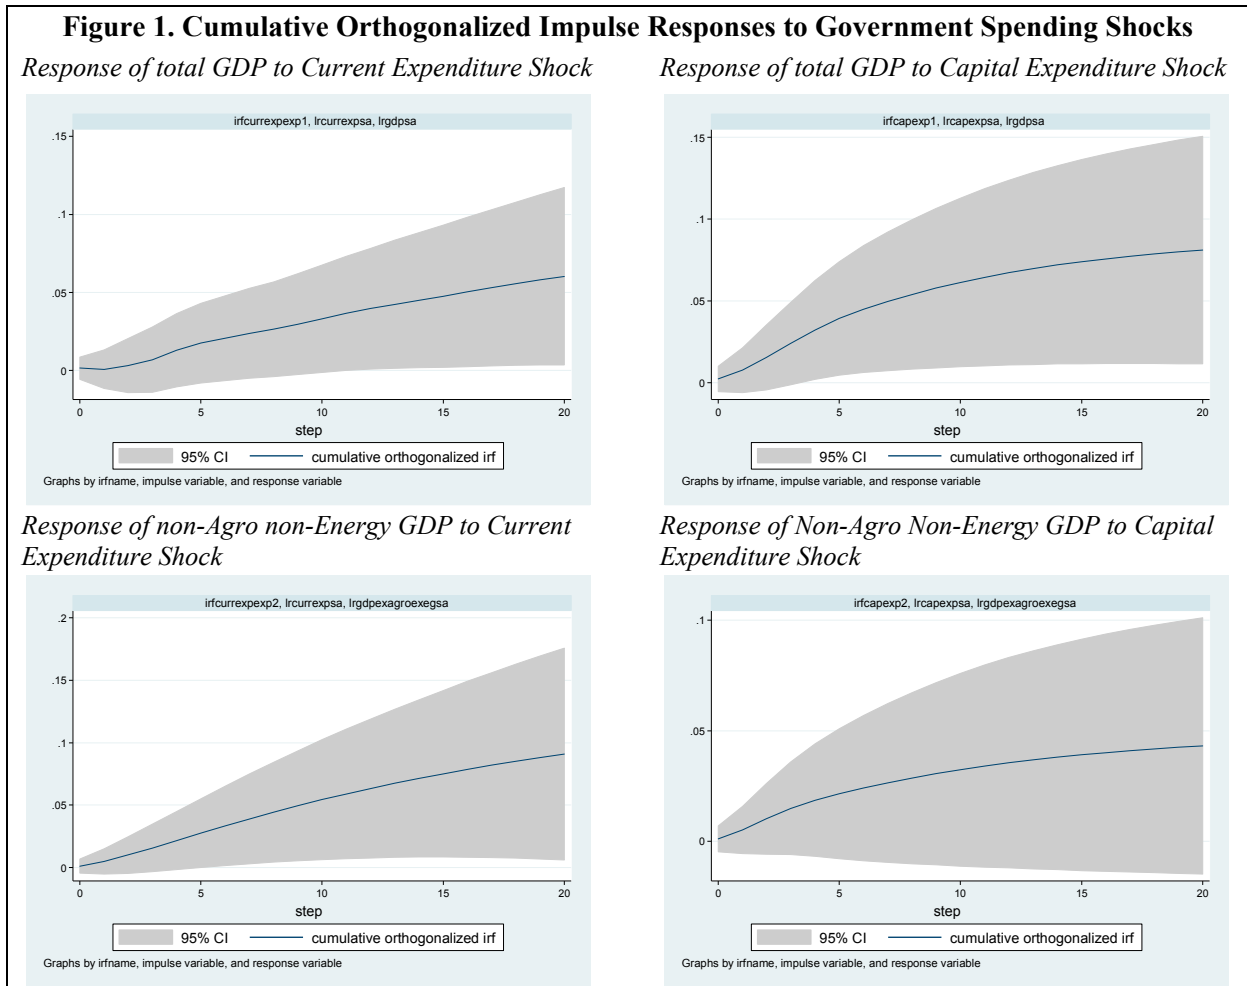 Figure 1. Cumulative Orthogonalized Impulse Responses to Government Spending Shocks
Response of total GDP to Current Expenditure Shock
irfcurrexpexp1, lrcurrexpsa, lrgdpsa
.15
.1
.05
0
0 5 10 15 20
step
95% CI cumulative orthogonalized irf
Graphs by irfname, impulse variable, and response variable
Response of total GDP to Capital Expenditure Shock
irfcapexp1, lrcapexpsa, lrgdpsa
.15
.1
.05
0
0 5 10 15 20
step
95% CI cumulative orthogonalized irf
Graphs by irfname, impulse variable, and response variable
Response of non-Agro non-Energy GDP to Current
Expenditure Shock
irfcurrexpexp2, lrcurrexpsa, lrgdpexagroexegsa
.2
.15
.1
.05
0
0 5 10 15 20
step
95% CI cumulative orthogonalized irf
Graphs by irfname, impulse variable, and response variable
Response of Non-Agro Non-Energy GDP to Capital
Expenditure Shock
irfcapexp2, lrcapexpsa, lrgdpexagroexegsa
.1
.05
0
0 5 10 15 20
step
95% CI cumulative orthogonalized irf
Graphs by irfname, impulse variable, and response variable